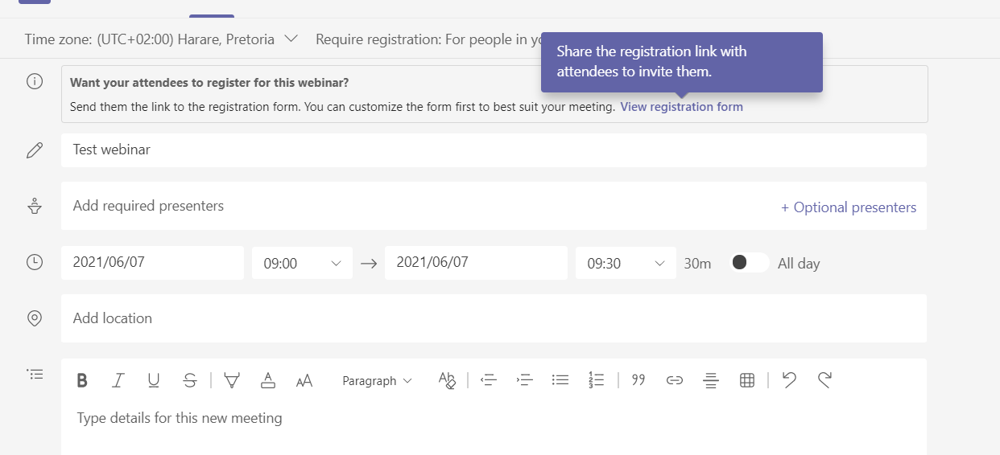 Time zone: (UTC+02:00) Harare, Pretoria Require registration: For people in
Share the registration link with
attendees to invite them.
Want your attendees to register for this webinar?
Send them the link to the registration form. You can customize the form first to best suit your meeting. View registration form
Test webinar
Add required presenters + Optional presenters
2021/06/07 09:00 2021/06/07 09:30 30m All day
Add location
Paragraph
Type details for this new meeting